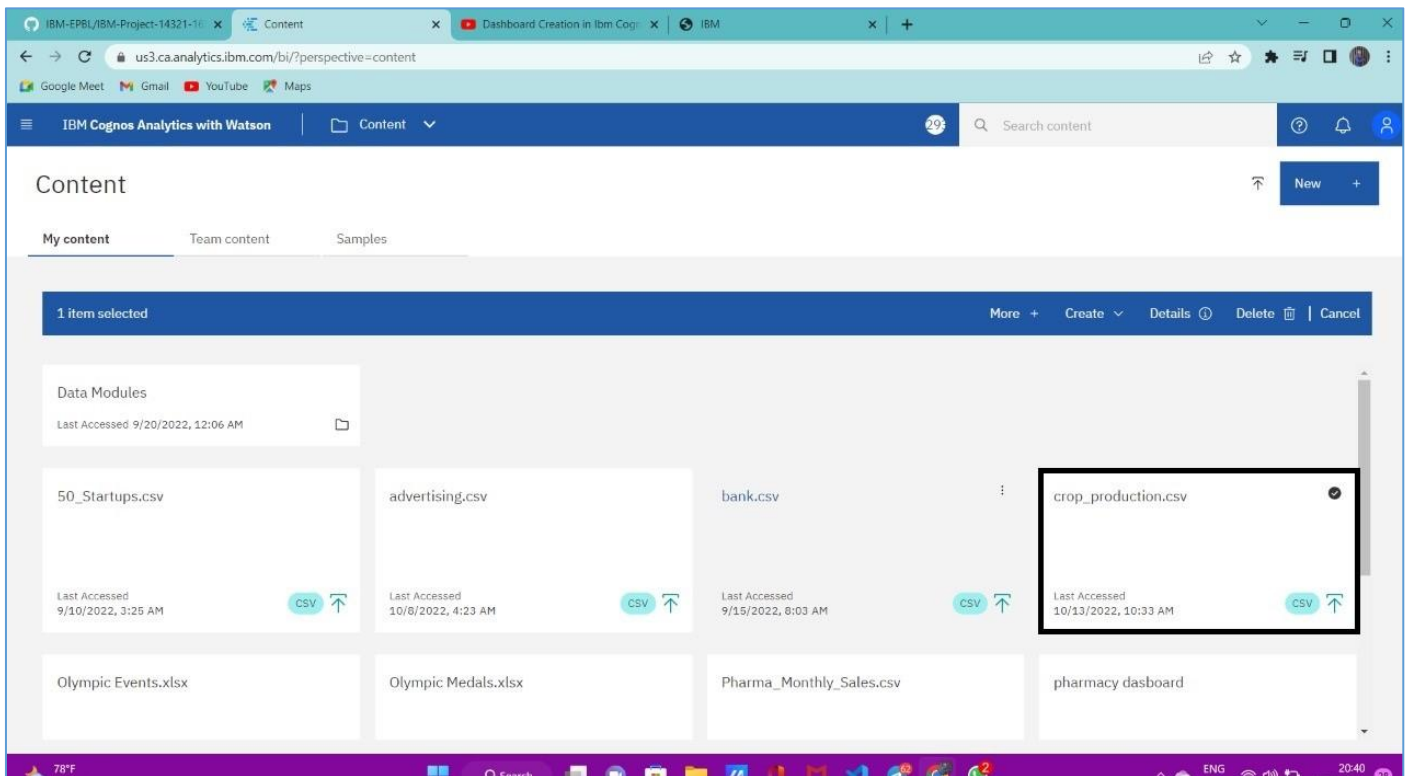 IBM-EPBL/IBM-Project-14321-16
Content
Dashboard Creation in Ibm Cogn
IBM
us3.ca.analytics.ibm.com/bi/?perspective=content
Google Meet Gmail YouTube Maps
IBM Cognos Analytics with Watson Content Search content
Content
New +
My content Team content Samples
1 item selected More + Create Details Delete | Cancel
Data Modules
Last Accessed 9/20/2022, 12:06 AM
50_Startups.csv advertising.csv bank.csv crop_production.csv
Last Accessed Last Accessed Last Accessed Last Accessed
9/10/2022, 3:25 AM CSV 10/8/2022, 4:23 AM CSV 9/15/2022, 8:03 AM CSV 10/13/2022, 10:33 AM CSV
Olympic Events.xlsx Olympic Medals.xlsx Pharma_Monthly_Sales.csv pharmacy dasboard
78°F Search ENG 20:40